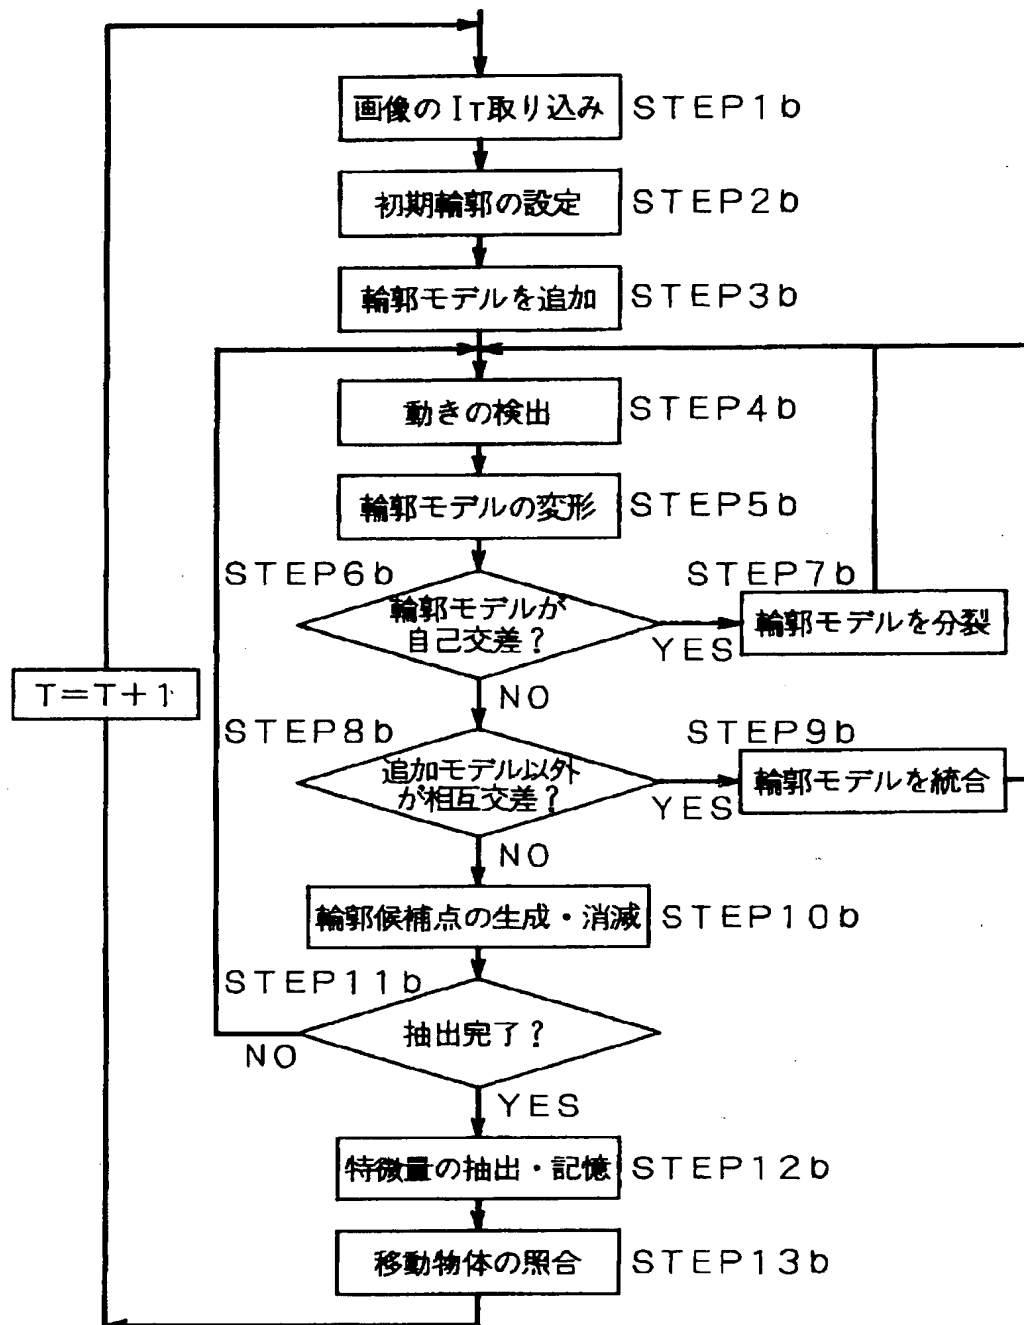 画像のIT取り込み STEP1b
初期輪郭の設定 STEP2b
輪郭モデルを追加 STEP3b
動きの検出 STEP4b
輪郭モデルの変形 STEP5b
STEP6b
輪郭モデルが
自己交差?
YES
STEP7b
輪郭モデルを分裂
NO
T=T+1
STEP8b
追加モデル以外
が相互交差?
YES
STEP9b
輪郭モデルを統合
NO
輪郭候補点の生成・消滅 STEP10b
STEP11b
抽出完了?
NO
YES
特徴量の抽出・記憶 STEP12b
移動物体の照合 STEP13b